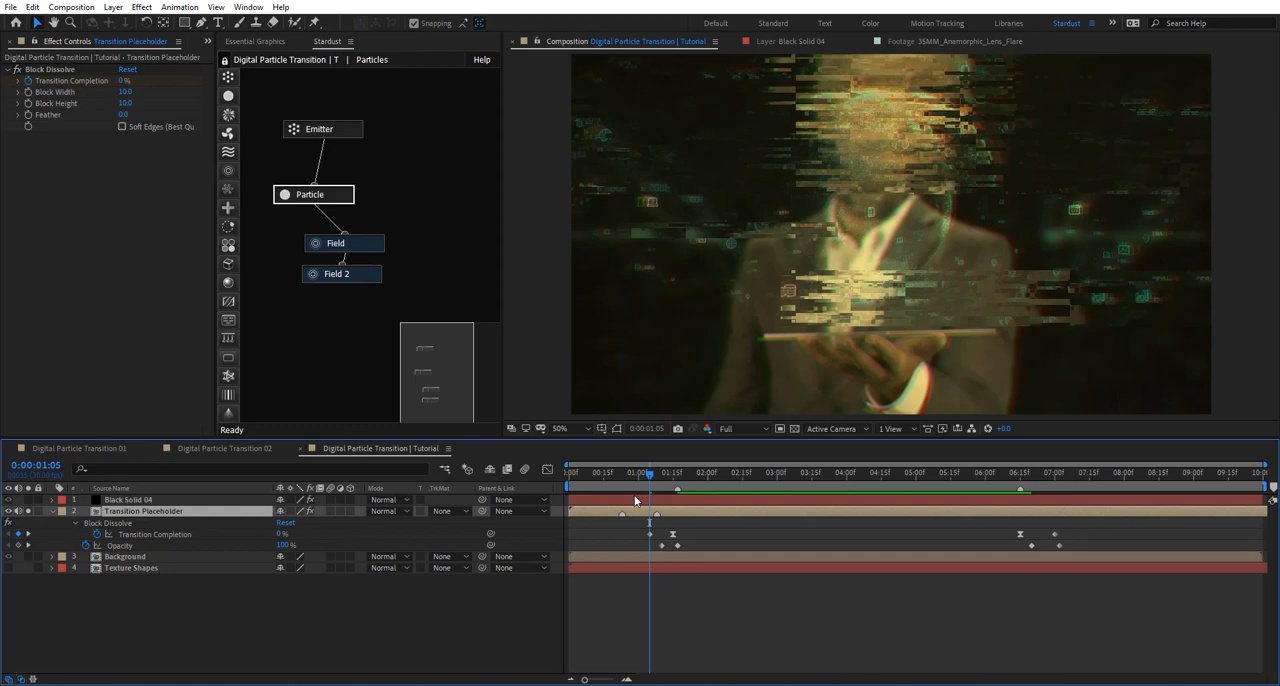 File Edit Composition Layer Effect Animation View Window Help
Snapping Default Standard Text Color Motion Tracking Libraries Stardust Search Help
Effect Controls Transition Placeholder
Essential Graphics Stardust
Composition Digital Particle Transition | Tutorial
Layer Black Solid 04
Footage 35MM_Anamorphic_Lens_Flare
Digital Particle Transition | Tutorial • Transition Placeholder
Digital Particle Transition | T | Particles Help
fx Block Dissolve Reset
Transition Completion 0 %
Block Width 10.0
Block Height 10.0
Feather 0.0
Soft Edges (Best Qu
Emitter
Particle
Field
Field 2
Ready
50% 0:00:01:05 Full Active Camera 1 View +0.0
Digital Particle Transition 01 Digital Particle Transition 02 Digital Particle Transition | Tutorial
0:00:01:05
00035 (30.00 fps)
:00f 00:15f 01:00f 01:15f 02:00f 02:15f 03:00f 03:15f 04:00f 04:15f 05:00f 05:15f 06:00f 06:15f 07:00f 07:15f 08:00f 08:15f 09:00f 09:15f 10:0
# Source Name Mode T .TrkMat Parent & Link
1 Black Solid 04 Normal None
2 Transition Placeholder Normal None None
Block Dissolve Reset
Transition Completion 0 %
Opacity 100 %
3 Background Normal None None
4 Texture Shapes Normal None None